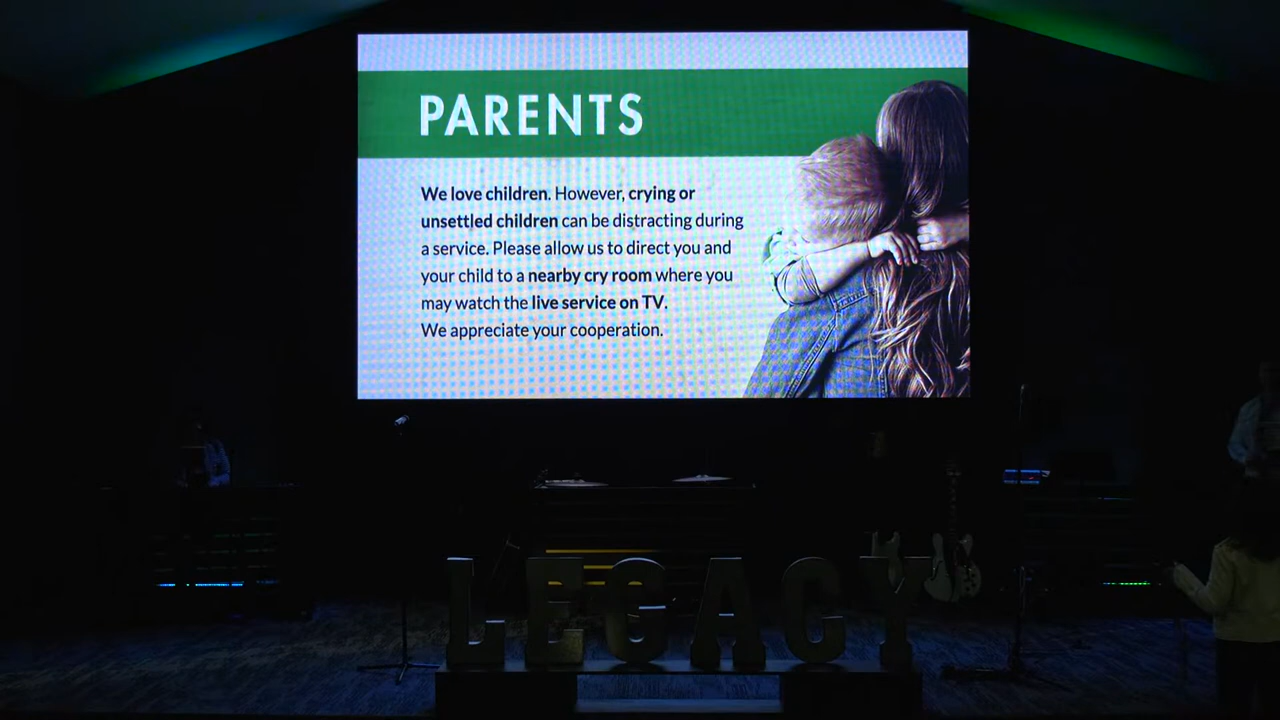 PARENTS
We love children. However, crying or
unsettled children can be distracting during
a service. Please allow us to direct you and
your child to a nearby cry room where you
may watch the live service on TV.
We appreciate your cooperation.
LEGACY